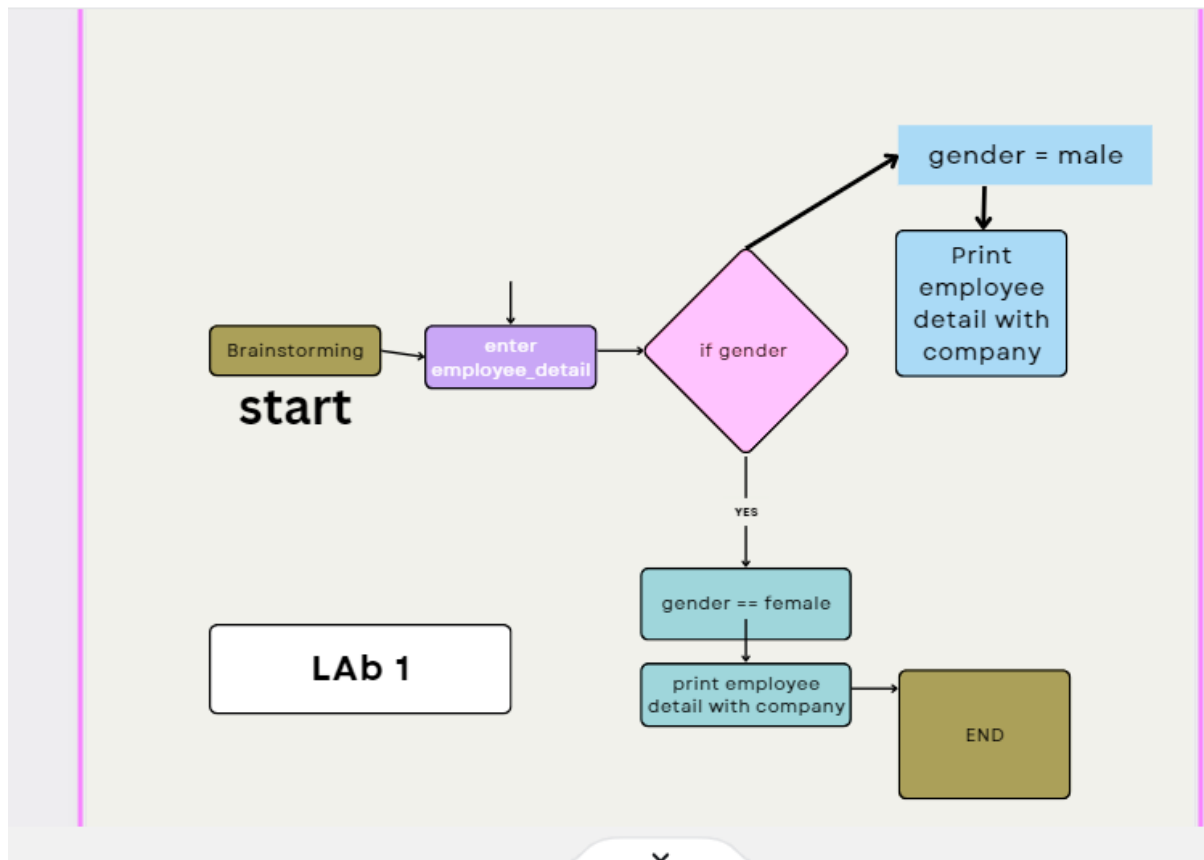 gender = male
Print
employee
detail with
company
Brainstorming
start
enter
employee_detail
if gender
YES
gender == female
print employee
detail with company
LAb 1
END